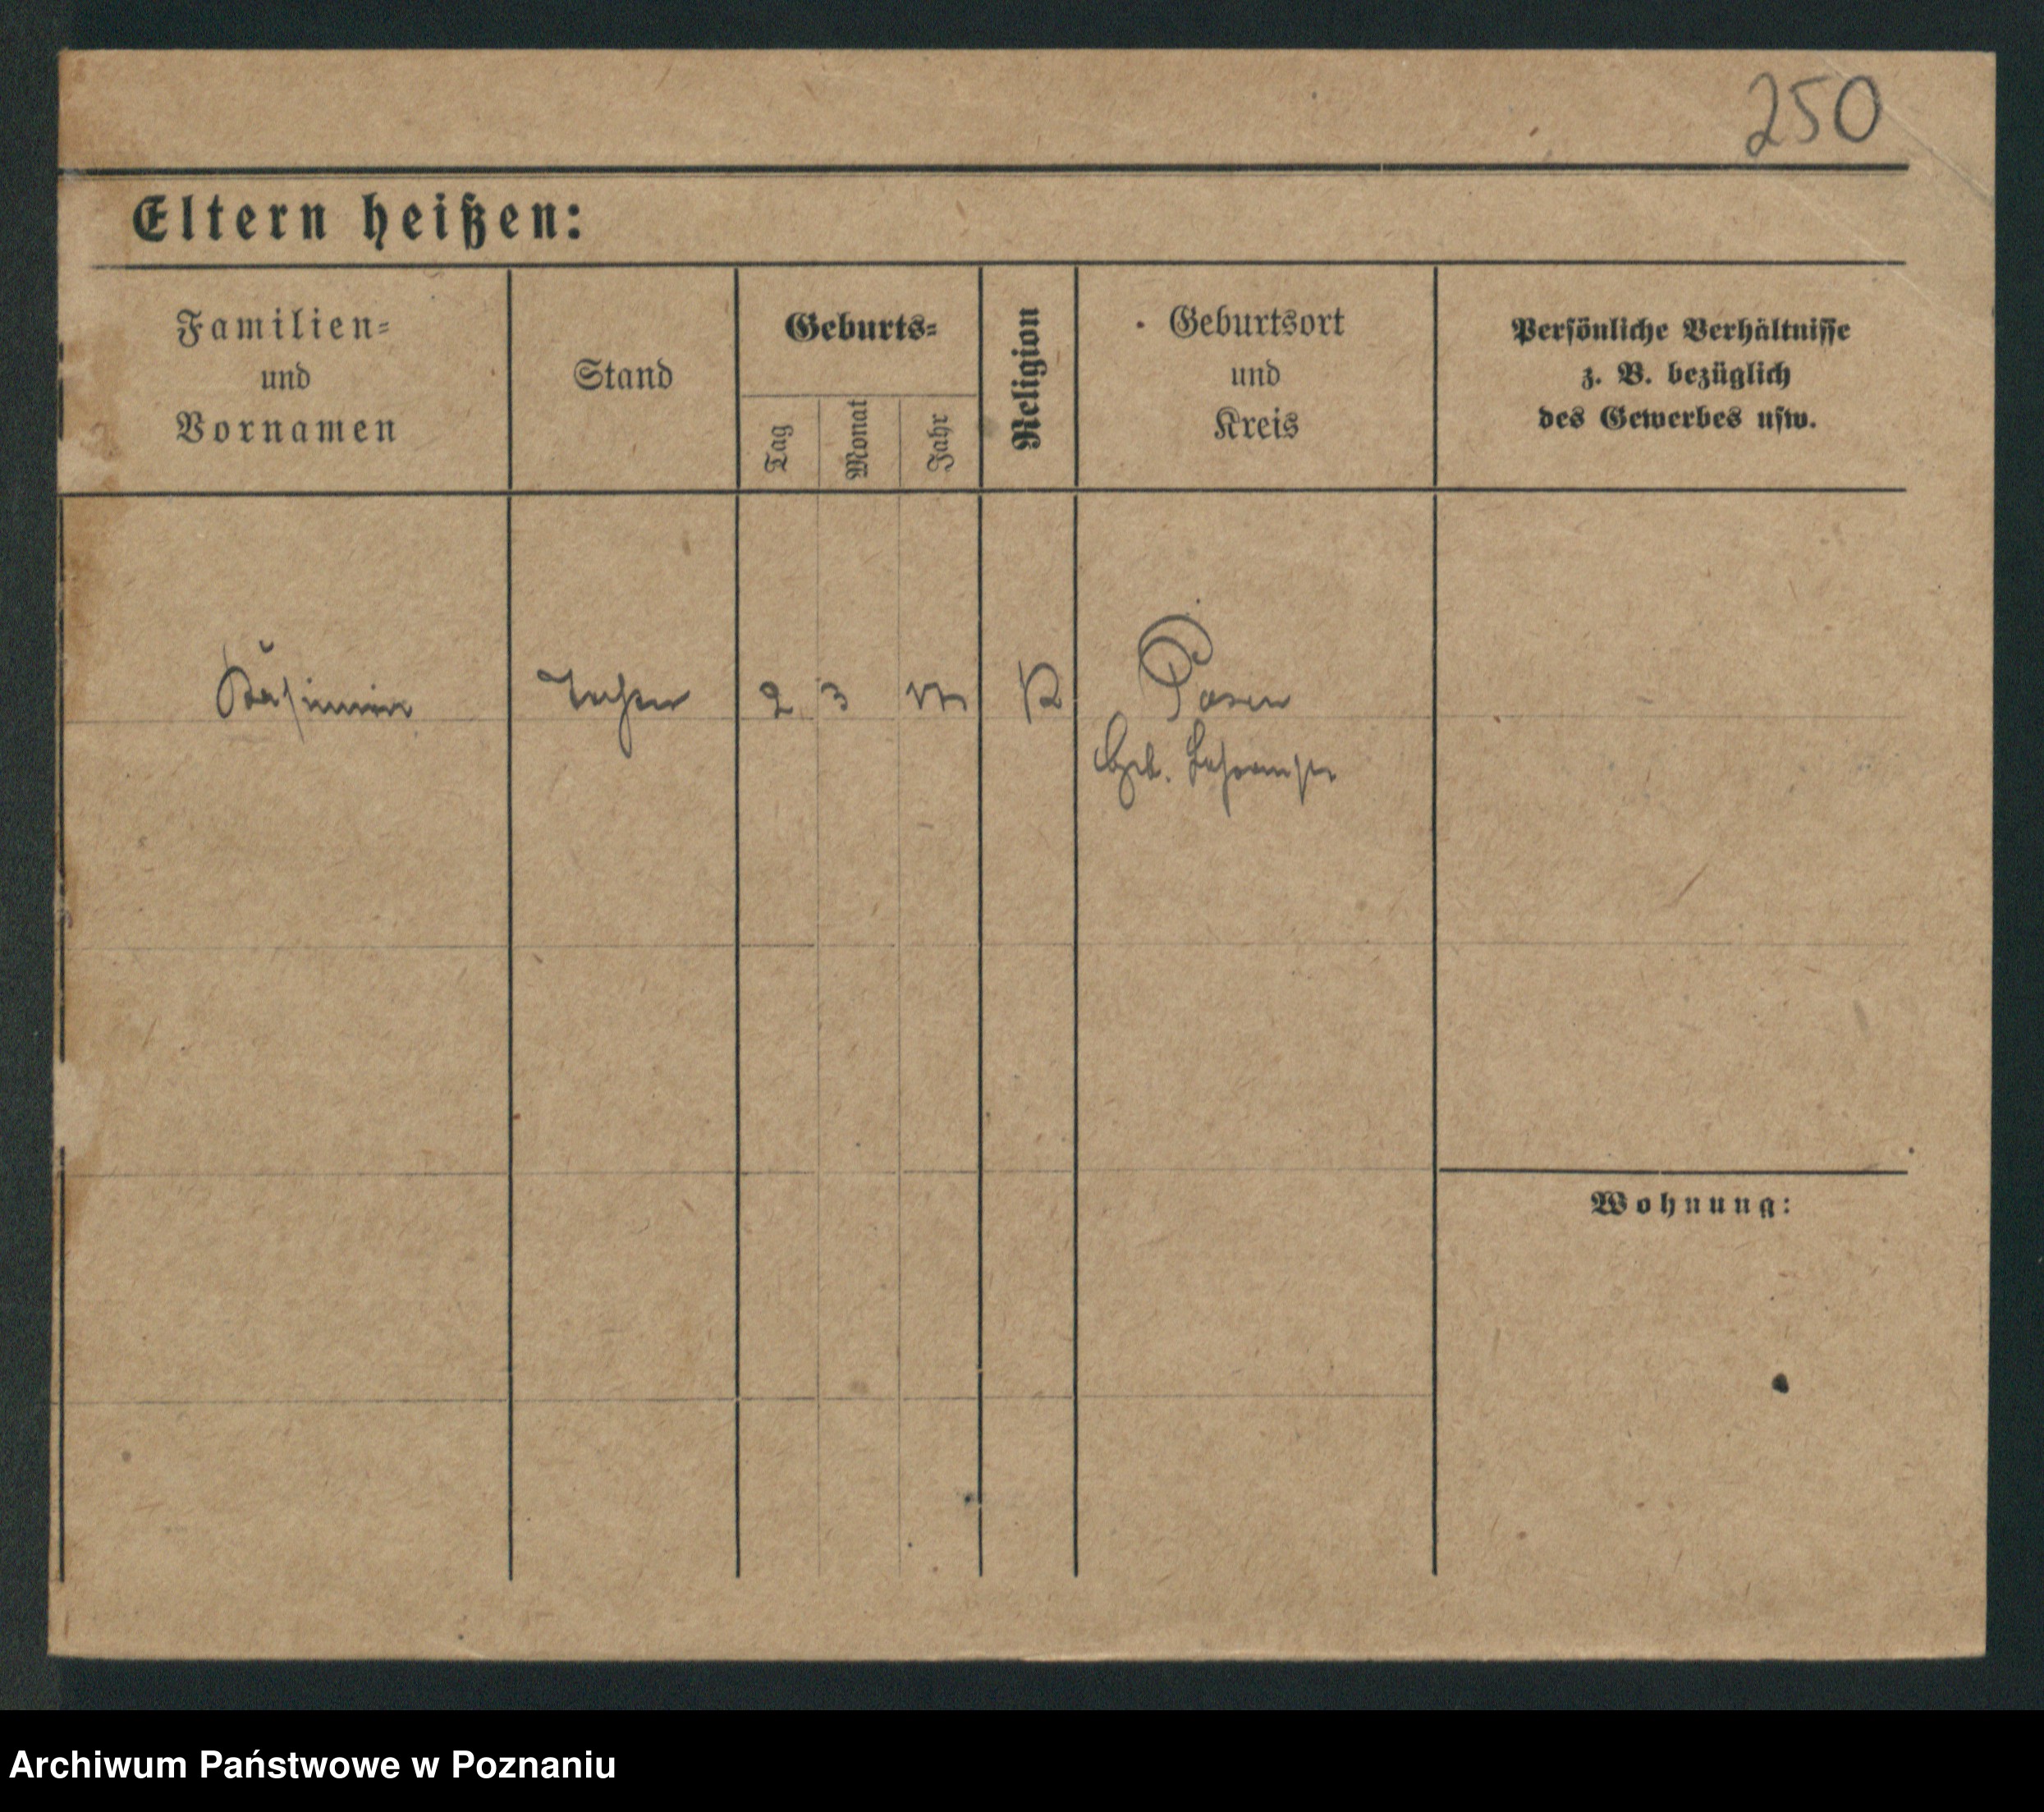 250
Eltern heißen:
Familien=
und
Vornamen
Stand
Geburts=
Tag
Monat
Jahr
Religion
Geburtsort
und
Kreis
Persönliche Verhältnisse
z. B. bezüglich
des Gewerbes usw.
2 3 K Posen
Geb.
Wohnung:
Archiwum Państwowe w Poznaniu